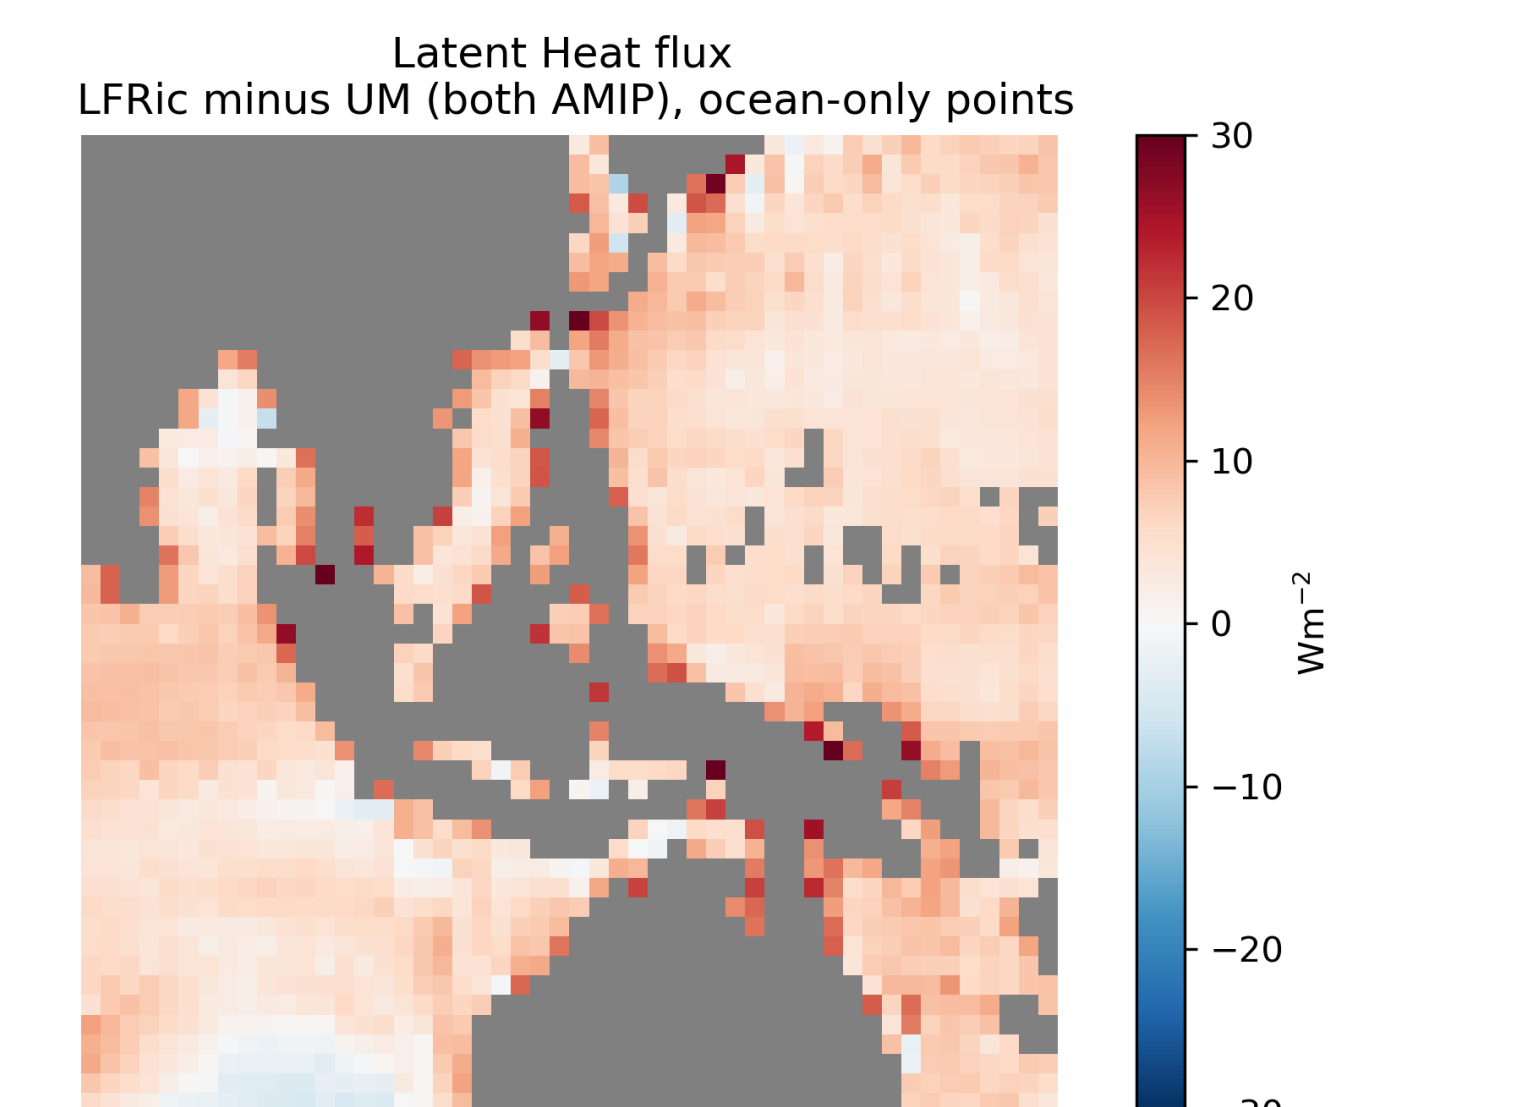 Latent Heat flux
LFRic minus UM (both AMIP), ocean-only points
30
20
10
0
−10
−20
Wm⁻²